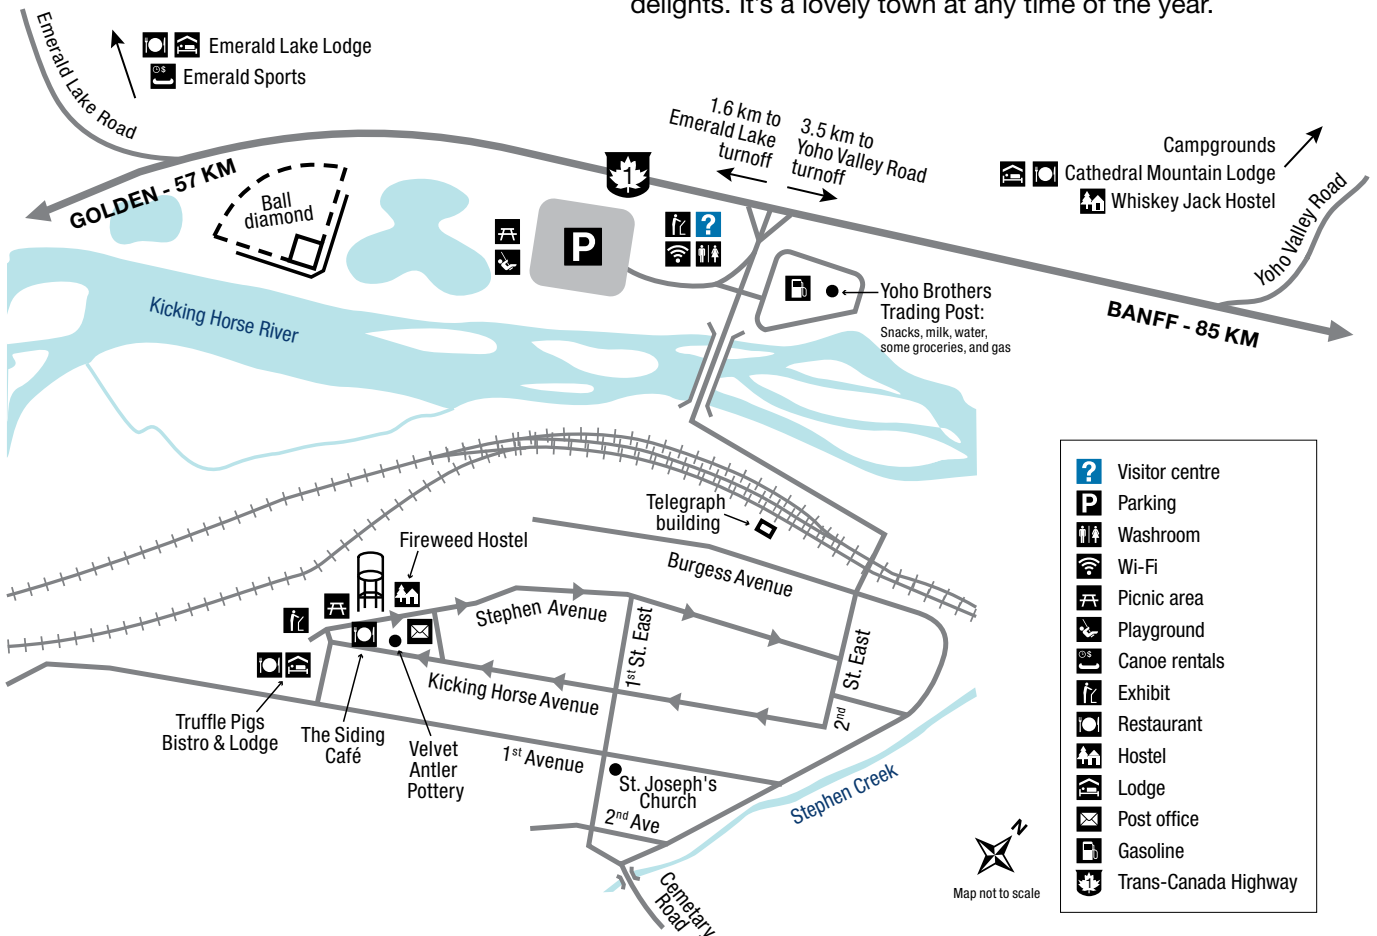 delights. It's a lovely town at any time of the year.
Emerald Lake Road
Emerald Lake Lodge
Emerald Sports
1.6 km to
Emerald Lake
turnoff
3.5 km to
Yoho Valley Road
turnoff
Campgrounds
Cathedral Mountain Lodge
Whiskey Jack Hostel
Yoho Valley Road
GOLDEN - 57 KM
Ball
diamond
1
P
?
BANFF - 85 KM
Yoho Brothers
Trading Post:
Snacks, milk, water,
some groceries, and gas
Kicking Horse River
Telegraph
building
Fireweed Hostel
Burgess Avenue
Stephen Avenue
1st St. East
2nd St. East
Kicking Horse Avenue
Truffle Pigs
Bistro & Lodge
The Siding
Café
Velvet
Antler
Pottery
1st Avenue
St. Joseph's
Church
2nd Ave
Stephen Creek
Cemetary
Road
N
Map not to scale
? Visitor centre
P Parking
Washroom
Wi-Fi
Picnic area
Playground
$ Canoe rentals
Exhibit
Restaurant
Hostel
Lodge
Post office
Gasoline
1 Trans-Canada Highway